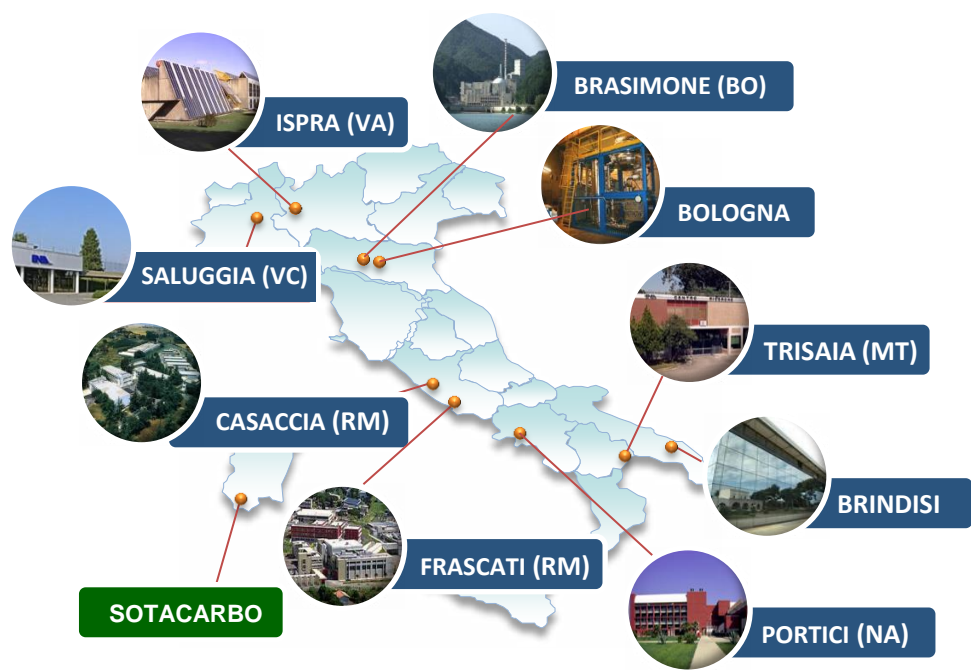 BRASIMONE (BO)
ISPRA (VA)
BOLOGNA
SALUGGIA (VC)
TRISAIA (MT)
CASACCIA (RM)
BRINDISI
FRASCATI (RM)
SOTACARBO
PORTICI (NA)